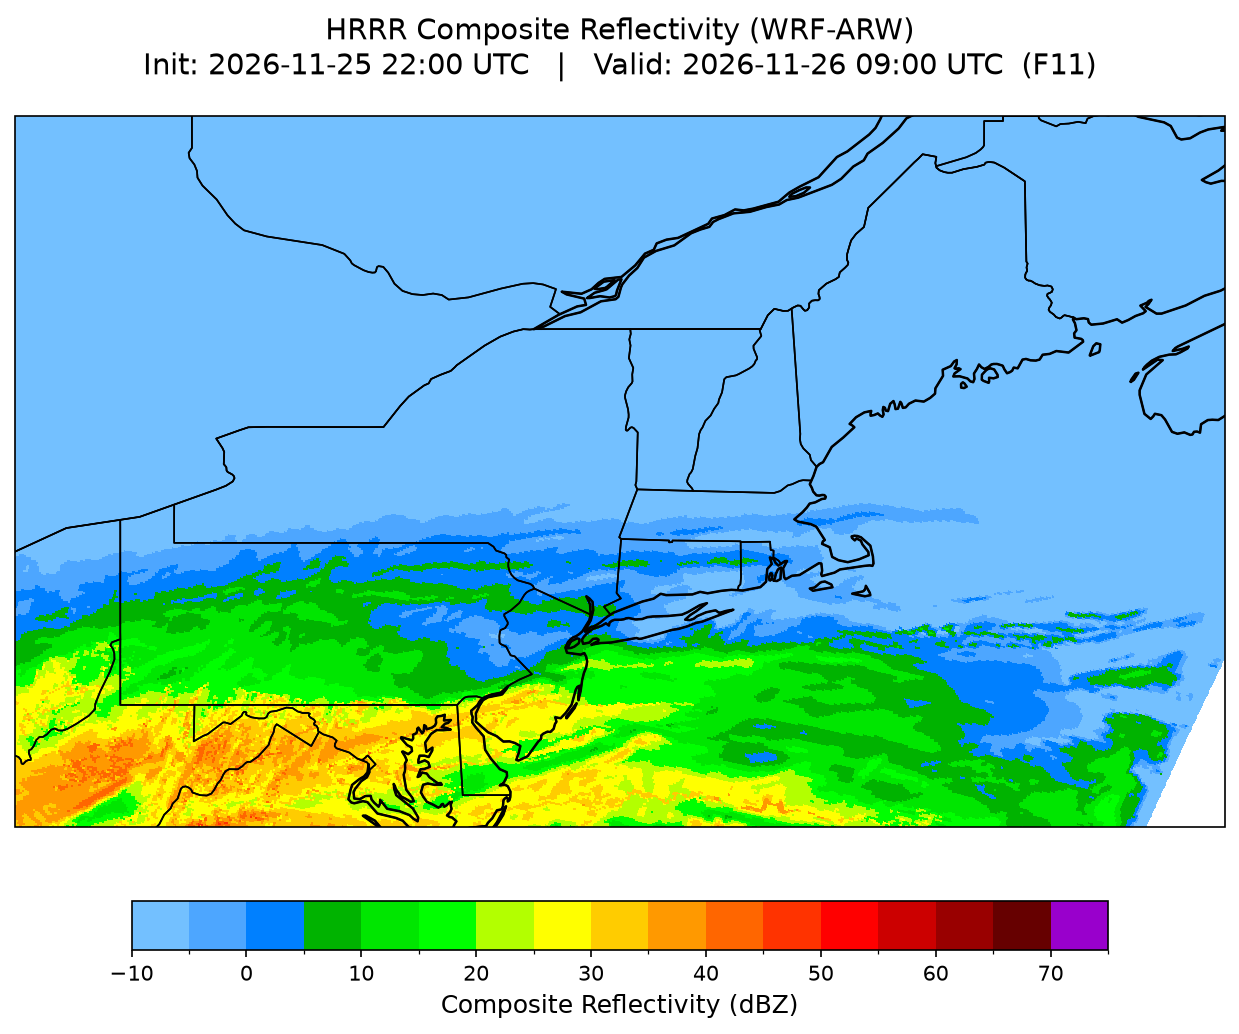 HRRR Composite Reflectivity (WRF-ARW)
Init: 2026-11-25 22:00 UTC   |   Valid: 2026-11-26 09:00 UTC  (F11)
−10 0 10 20 30 40 50 60 70
Composite Reflectivity (dBZ)